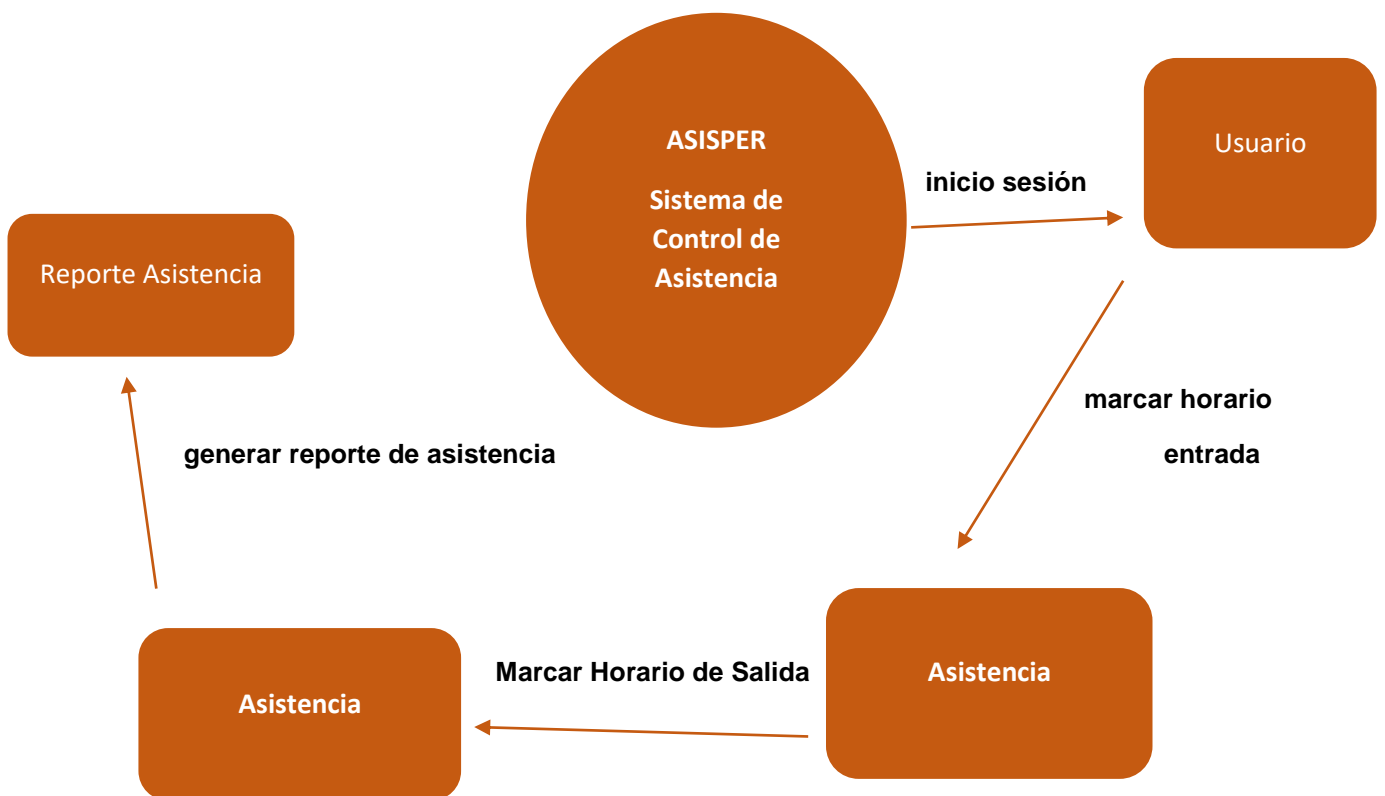 ASISPER
Sistema de
Control de
Asistencia
inicio sesión
Usuario
Reporte Asistencia
marcar horario
entrada
generar reporte de asistencia
Marcar Horario de Salida
Asistencia
Asistencia